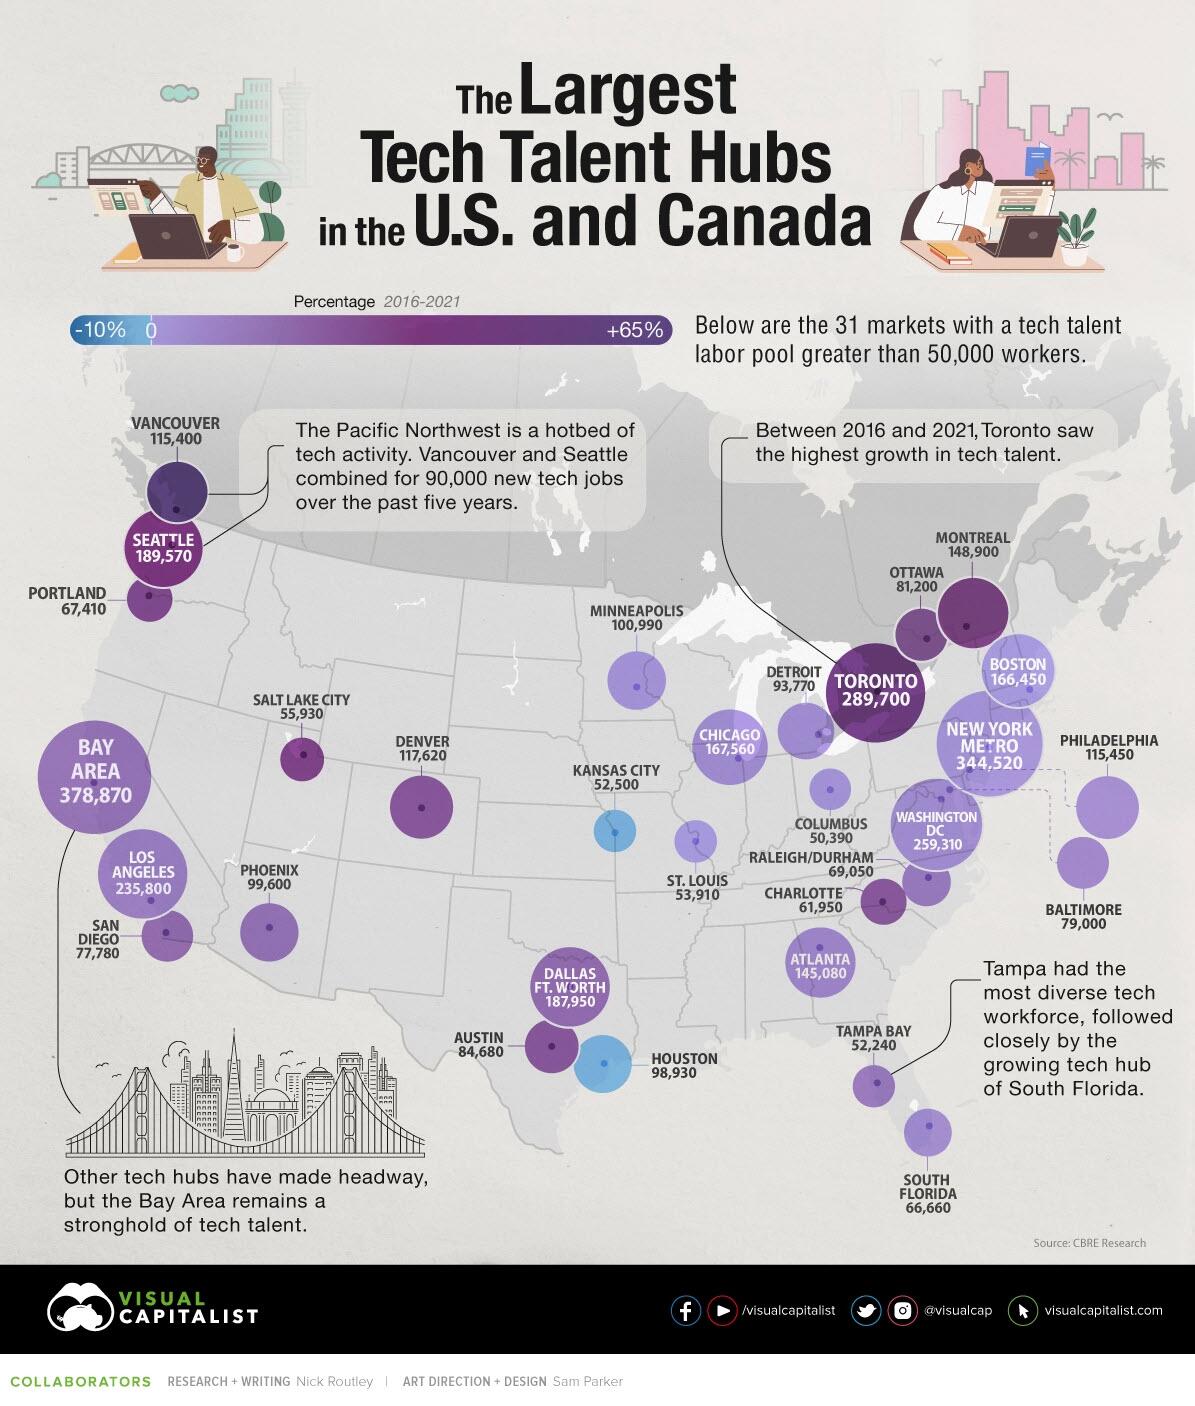 The Largest
Tech Talent Hubs
in the U.S. and Canada
Percentage 2016-2021
-10% 0 +65%
Below are the 31 markets with a tech talent
labor pool greater than 50,000 workers.
VANCOUVER
115,400
The Pacific Northwest is a hotbed of
tech activity. Vancouver and Seattle
combined for 90,000 new tech jobs
over the past five years.
Between 2016 and 2021, Toronto saw
the highest growth in tech talent.
SEATTLE
189,570
PORTLAND
67,410
MONTREAL
148,900
OTTAWA
81,200
MINNEAPOLIS
100,990
DETROIT
93,770
TORONTO
289,700
BOSTON
166,450
SALT LAKE CITY
55,930
DENVER
117,620
CHICAGO
167,560
NEW YORK
METRO
344,520
PHILADELPHIA
115,450
BAY
AREA
378,870
KANSAS CITY
52,500
COLUMBUS
50,390
WASHINGTON
DC
259,310
LOS
ANGELES
235,800
PHOENIX
99,600
ST. LOUIS
53,910
RALEIGH/DURHAM
69,050
CHARLOTTE
61,950
BALTIMORE
79,000
SAN
DIEGO
77,780
DALLAS
FT. WORTH
187,950
ATLANTA
145,080
AUSTIN
84,680
HOUSTON
98,930
TAMPA BAY
52,240
Tampa had the
most diverse tech
workforce, followed
closely by the
growing tech hub
of South Florida.
SOUTH
FLORIDA
66,660
Other tech hubs have made headway,
but the Bay Area remains a
stronghold of tech talent.
Source: CBRE Research
VISUAL
CAPITALIST
/visualcapitalist @visualcap visualcapitalist.com
COLLABORATORS RESEARCH + WRITING Nick Routley | ART DIRECTION + DESIGN Sam Parker